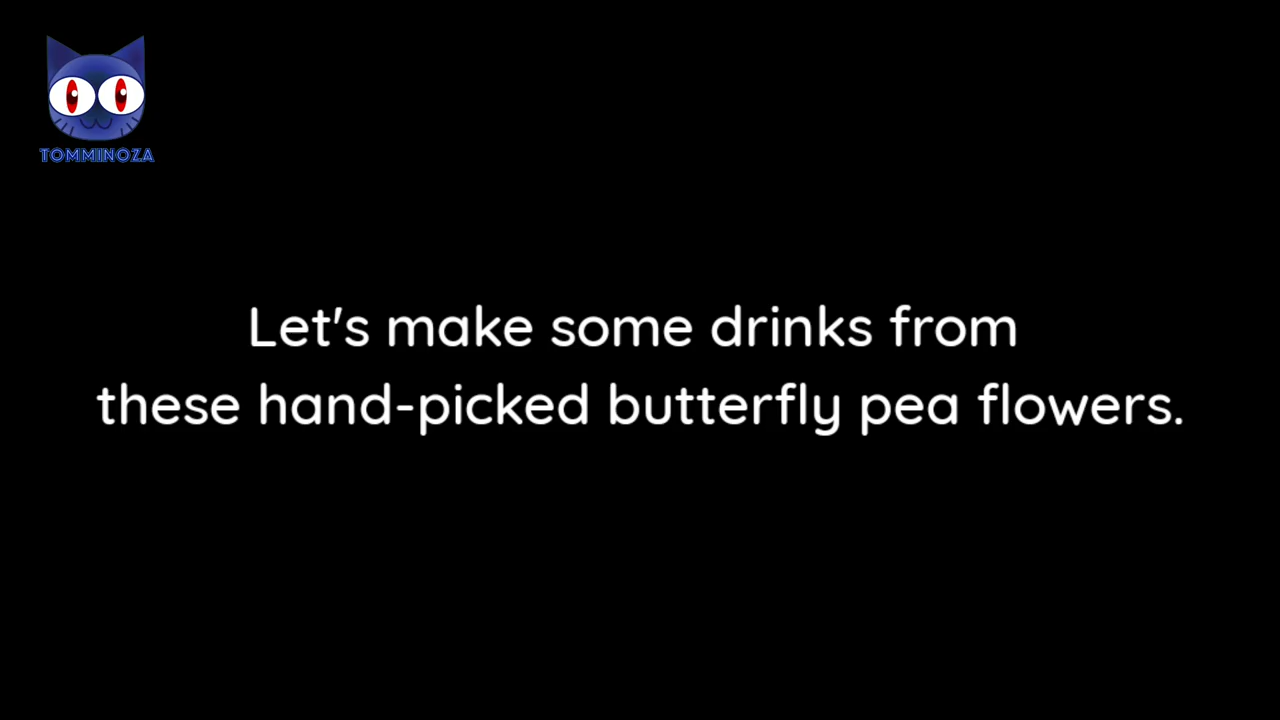 TOMMINOZA
Let's make some drinks from
these hand-picked butterfly pea flowers.